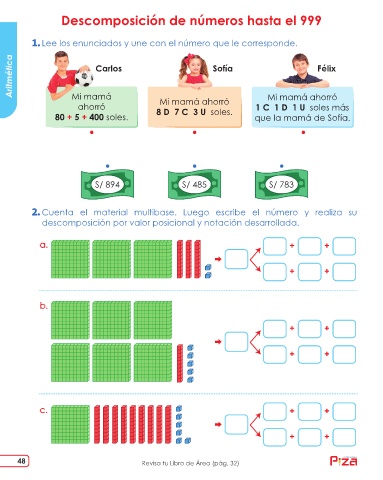 Descomposición de números hasta el 999
Aritmética
1. Lee los enunciados y une con el número que le corresponde.
Carlos
Mi mamá
ahorró
80 + 5 + 400 soles.
Sofía
Mi mamá ahorró
8 D 7 C 3 U soles.
Félix
Mi mamá ahorró
1 C 1 D 1 U soles más
que la mamá de Sofía.
S/ 894
S/ 485
S/ 783
2. Cuenta el material multibase. Luego escribe el número y realiza su
descomposición por valor posicional y notación desarrollada.
a.
+ +
+ +
b.
+ +
+ +
c.
+ +
+ +
48
Revisa tu Libro de Área (pág. 32)